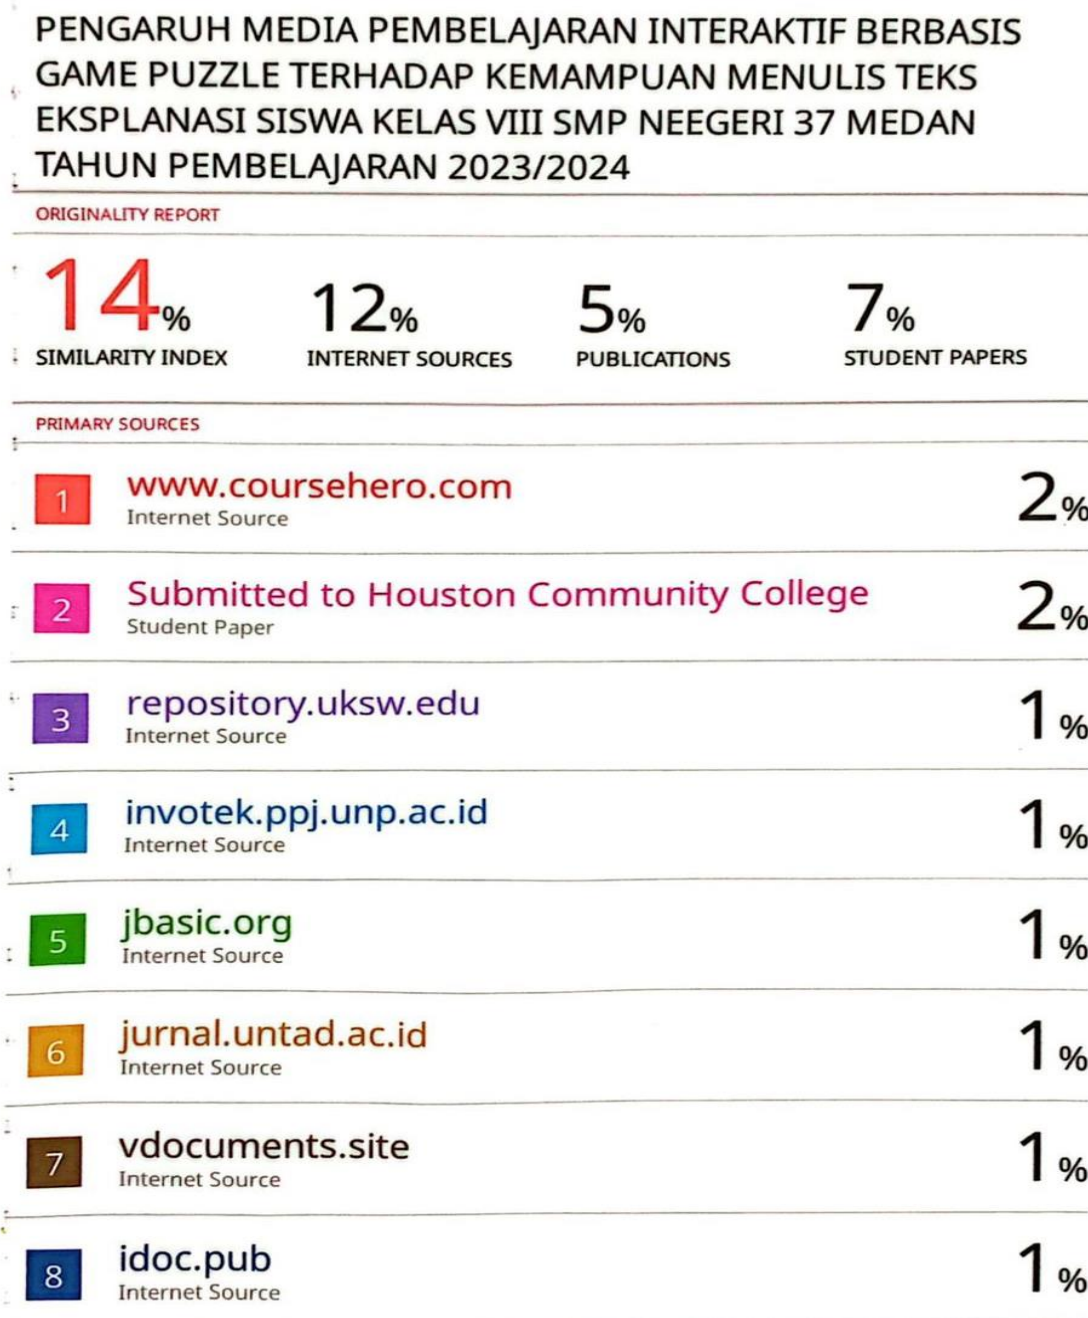 PENGARUH MEDIA PEMBELAJARAN INTERAKTIF BERBASIS
GAME PUZZLE TERHADAP KEMAMPUAN MENULIS TEKS
EKSPLANASI SISWA KELAS VIII SMP NEEGERI 37 MEDAN
TAHUN PEMBELAJARAN 2023/2024
ORIGINALITY REPORT
14% 12% 5% 7%
SIMILARITY INDEX INTERNET SOURCES PUBLICATIONS STUDENT PAPERS
PRIMARY SOURCES
1 www.coursehero.com 2%
Internet Source
2 Submitted to Houston Community College 2%
Student Paper
3 repository.uksw.edu 1%
Internet Source
4 invotek.ppj.unp.ac.id 1%
Internet Source
5 jbasic.org 1%
Internet Source
6 jurnal.untad.ac.id 1%
Internet Source
7 vdocuments.site 1%
Internet Source
8 idoc.pub 1%
Internet Source